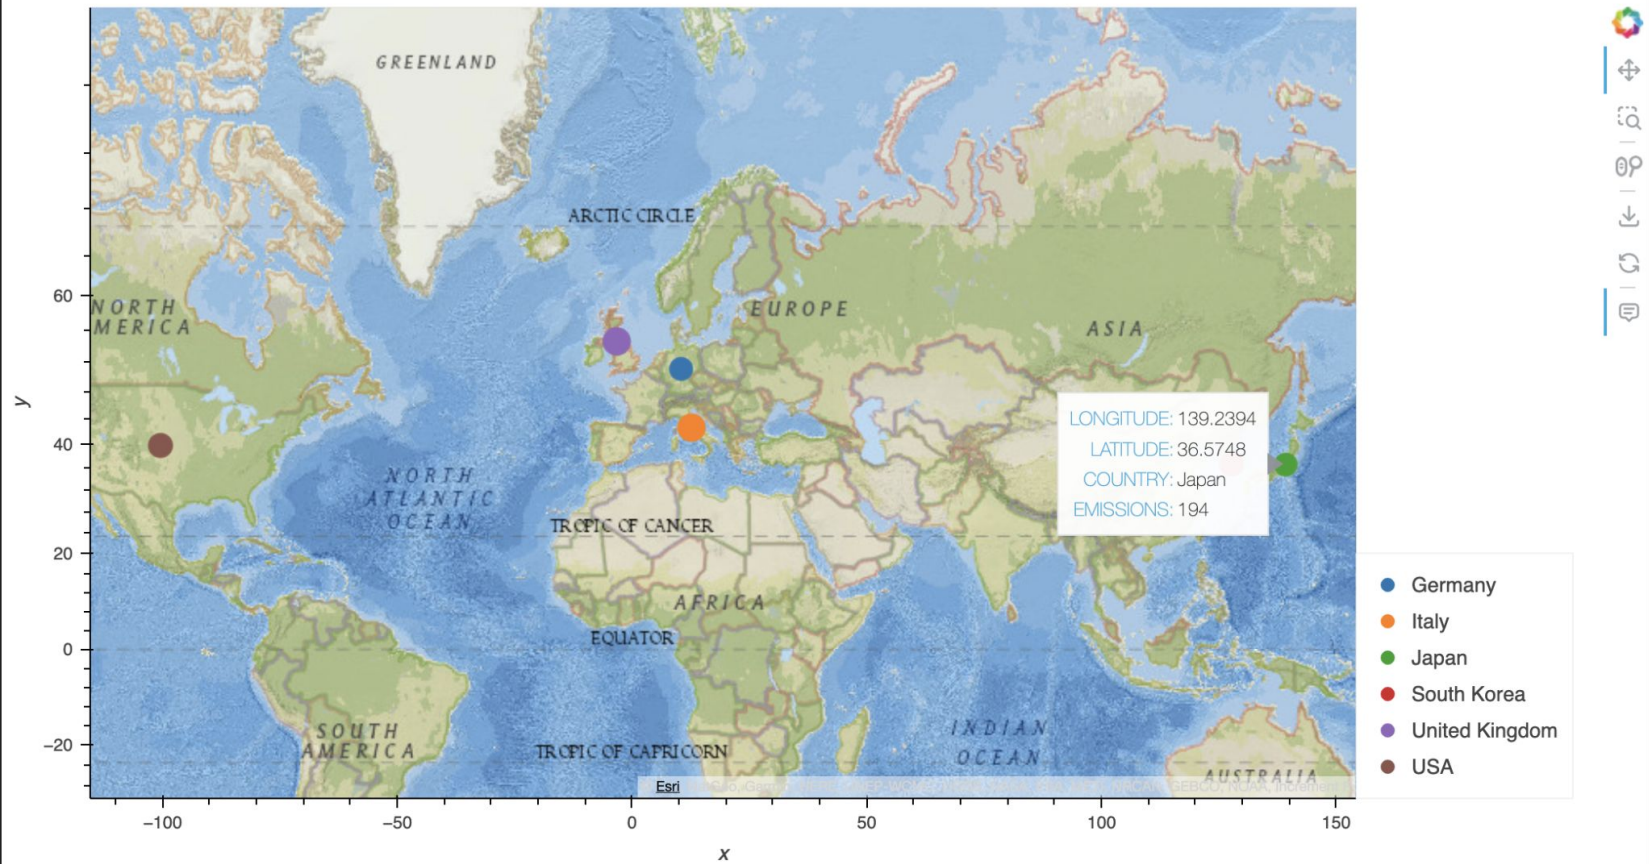 GREENLAND
ARCTIC CIRCLE
60
NORTH
MERICA
EUROPE
ASIA
y
LONGITUDE: 139.2394
LATITUDE: 36.5748
COUNTRY: Japan
EMISSIONS: 194
40
NORTH
ATLANTIC
OCEAN
TROPIC OF CANCER
20
AFRICA
EQUATOR
0
Germany
Italy
Japan
South Korea
United Kingdom
USA
SOUTH
AMERICA
INDIAN
OCEAN
−20
TROPIC OF CAPRICORN
AUSTRALIA
Esri GEBCO, NOAA,
−100 −50 0 50 100 150
x